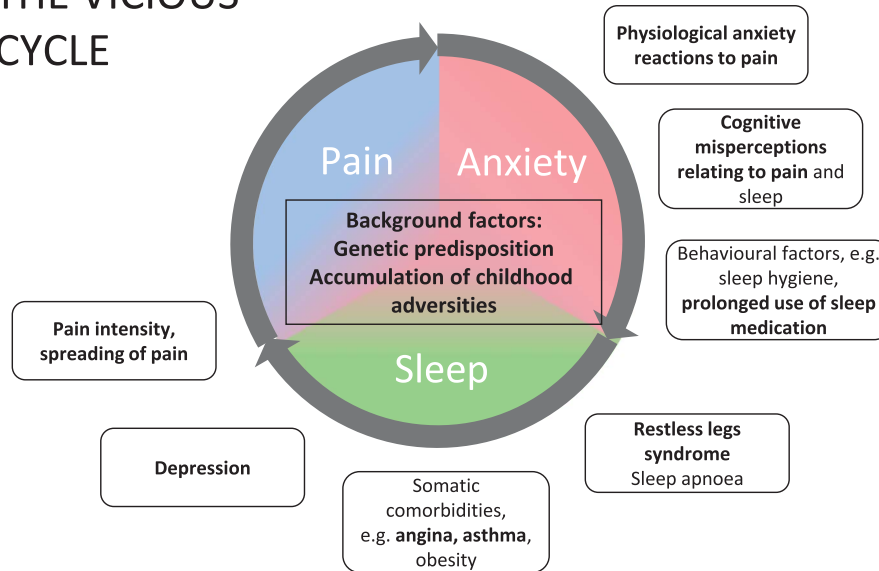 THE VICIOUS
CYCLE
Physiological anxiety
reactions to pain
Cognitive
misperceptions
relating to pain and
sleep
Pain
Anxiety
Background factors:
Genetic predisposition
Accumulation of childhood
adversities
Behavioural factors, e.g.
sleep hygiene,
prolonged use of sleep
medication
Pain intensity,
spreading of pain
Sleep
Restless legs
syndrome
Sleep apnoea
Depression
Somatic
comorbidities,
e.g. angina, asthma,
obesity